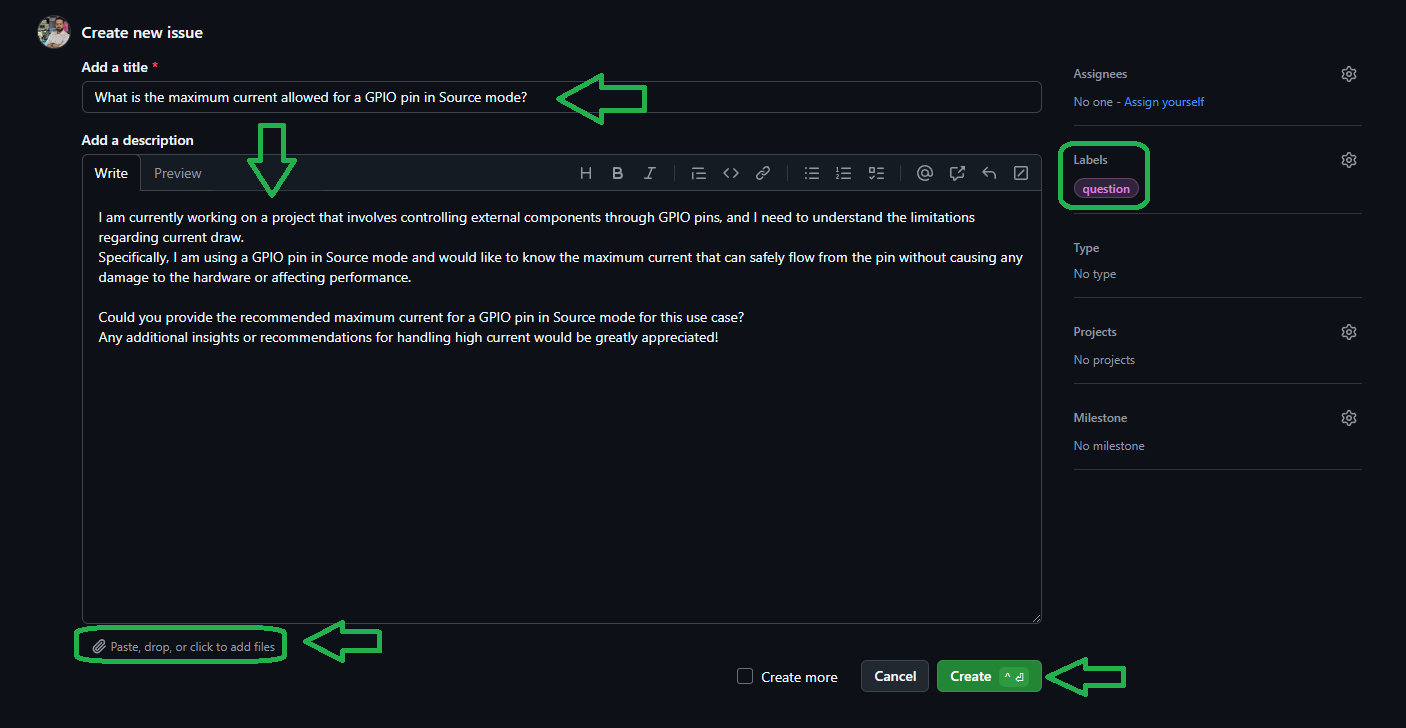 Create new issue
Add a title *
What is the maximum current allowed for a GPIO pin in Source mode?
Add a description
Write Preview
I am currently working on a project that involves controlling external components through GPIO pins, and I need to understand the limitations
regarding current draw.
Specifically, I am using a GPIO pin in Source mode and would like to know the maximum current that can safely flow from the pin without causing any
damage to the hardware or affecting performance.
Could you provide the recommended maximum current for a GPIO pin in Source mode for this use case?
Any additional insights or recommendations for handling high current would be greatly appreciated!
Paste, drop, or click to add files
Create more Cancel Create ^ ⏎
Assignees
No one - Assign yourself
Labels
question
Type
No type
Projects
No projects
Milestone
No milestone